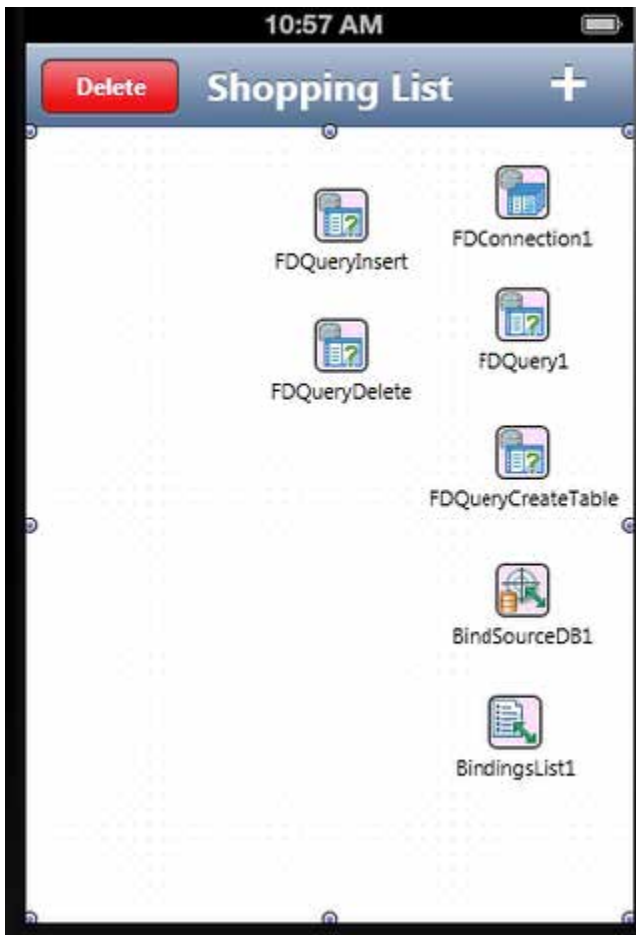 10:57 AM
Delete
Shopping List
+
FDConnection1
FDQueryInsert
FDQuery1
FDQueryDelete
FDQueryCreateTable
BindSourceDB1
BindingsList1